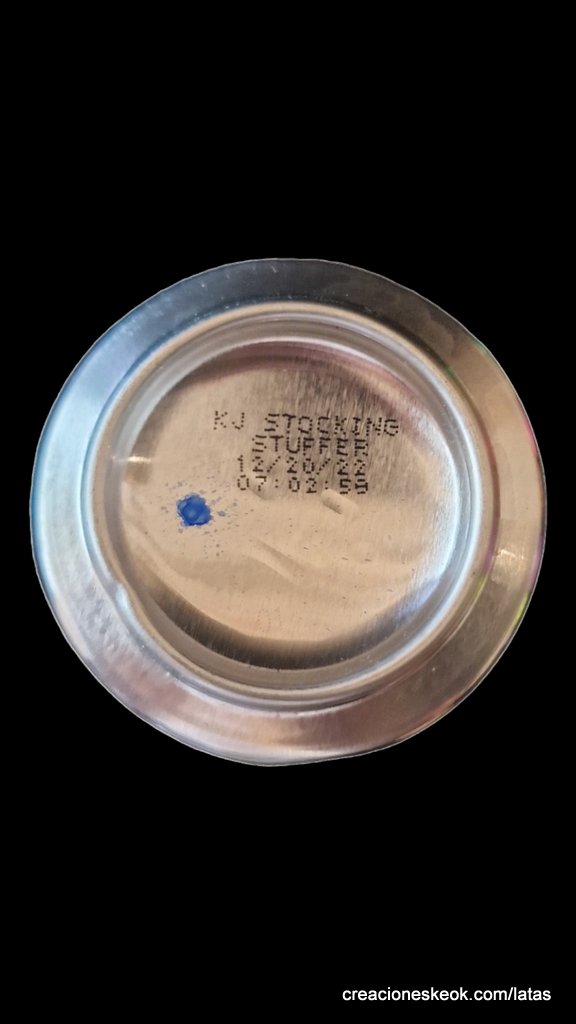 KJ STOCKING
STUFFER
12/20/22
07:02:59
creacioneskeok.com/latas